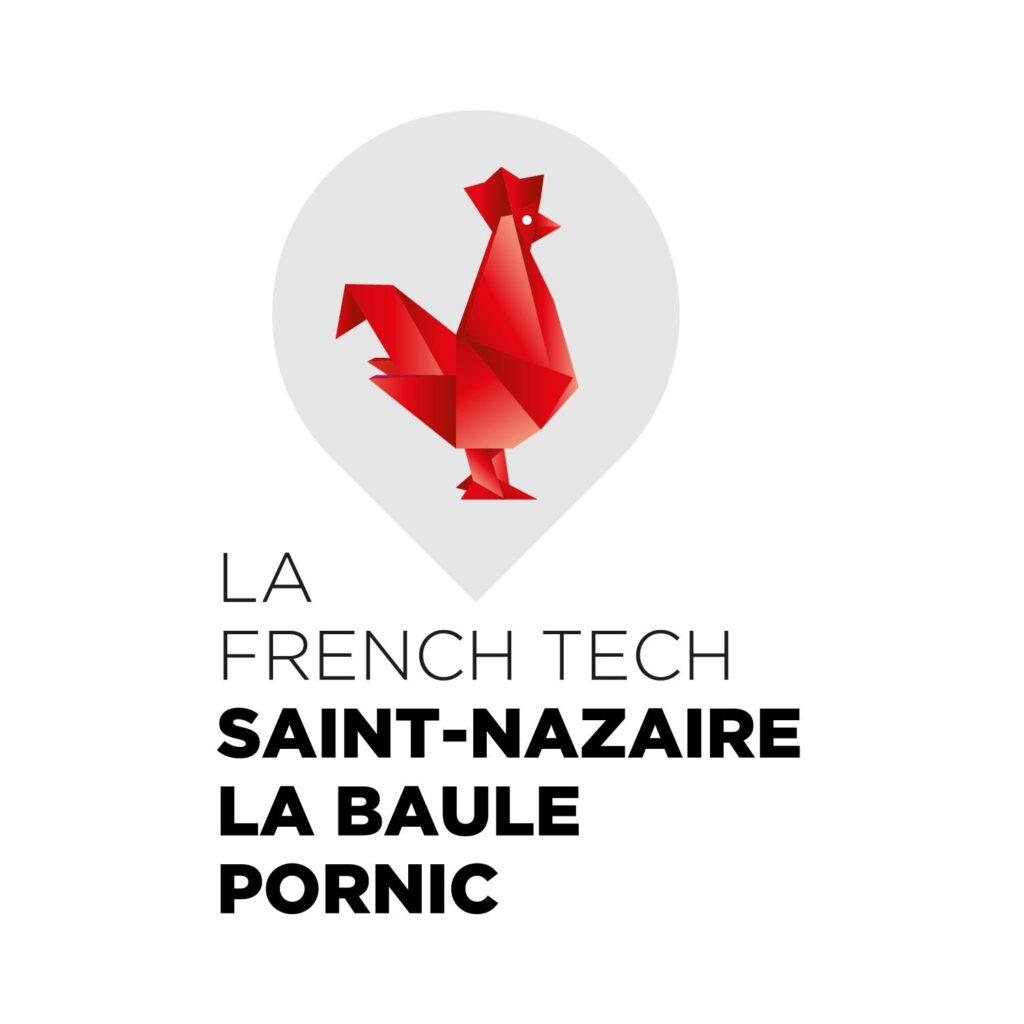 LA
FRENCH TECH
SAINT-NAZAIRE
LA BAULE
PORNIC